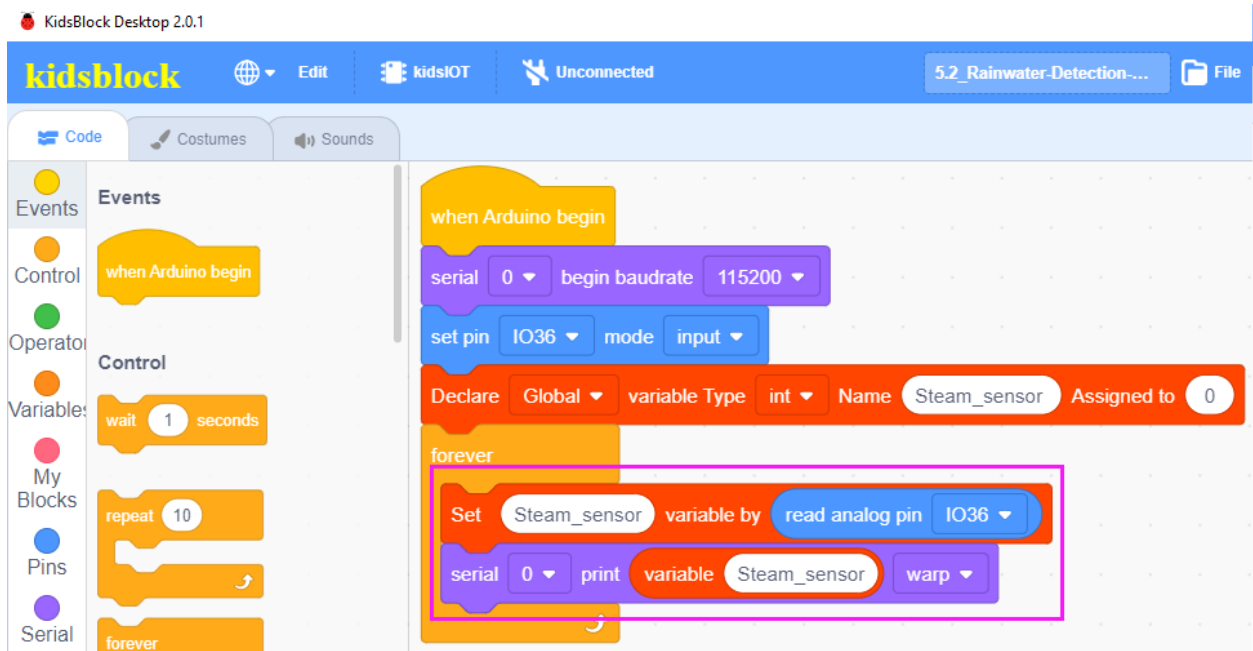 KidsBlock Desktop 2.0.1
kidsblock Edit kidsIOT Unconnected 5.2_Rainwater-Detection-... File
Code Costumes Sounds
Events
Control
Operator
Variables
My
Blocks
Pins
Serial
Events
when Arduino begin
Control
wait 1 seconds
repeat 10
forever
when Arduino begin
serial 0 begin baudrate 115200
set pin IO36 mode input
Declare Global variable Type int Name Steam_sensor Assigned to 0
forever
Set Steam_sensor variable by read analog pin IO36
serial 0 print variable Steam_sensor warp